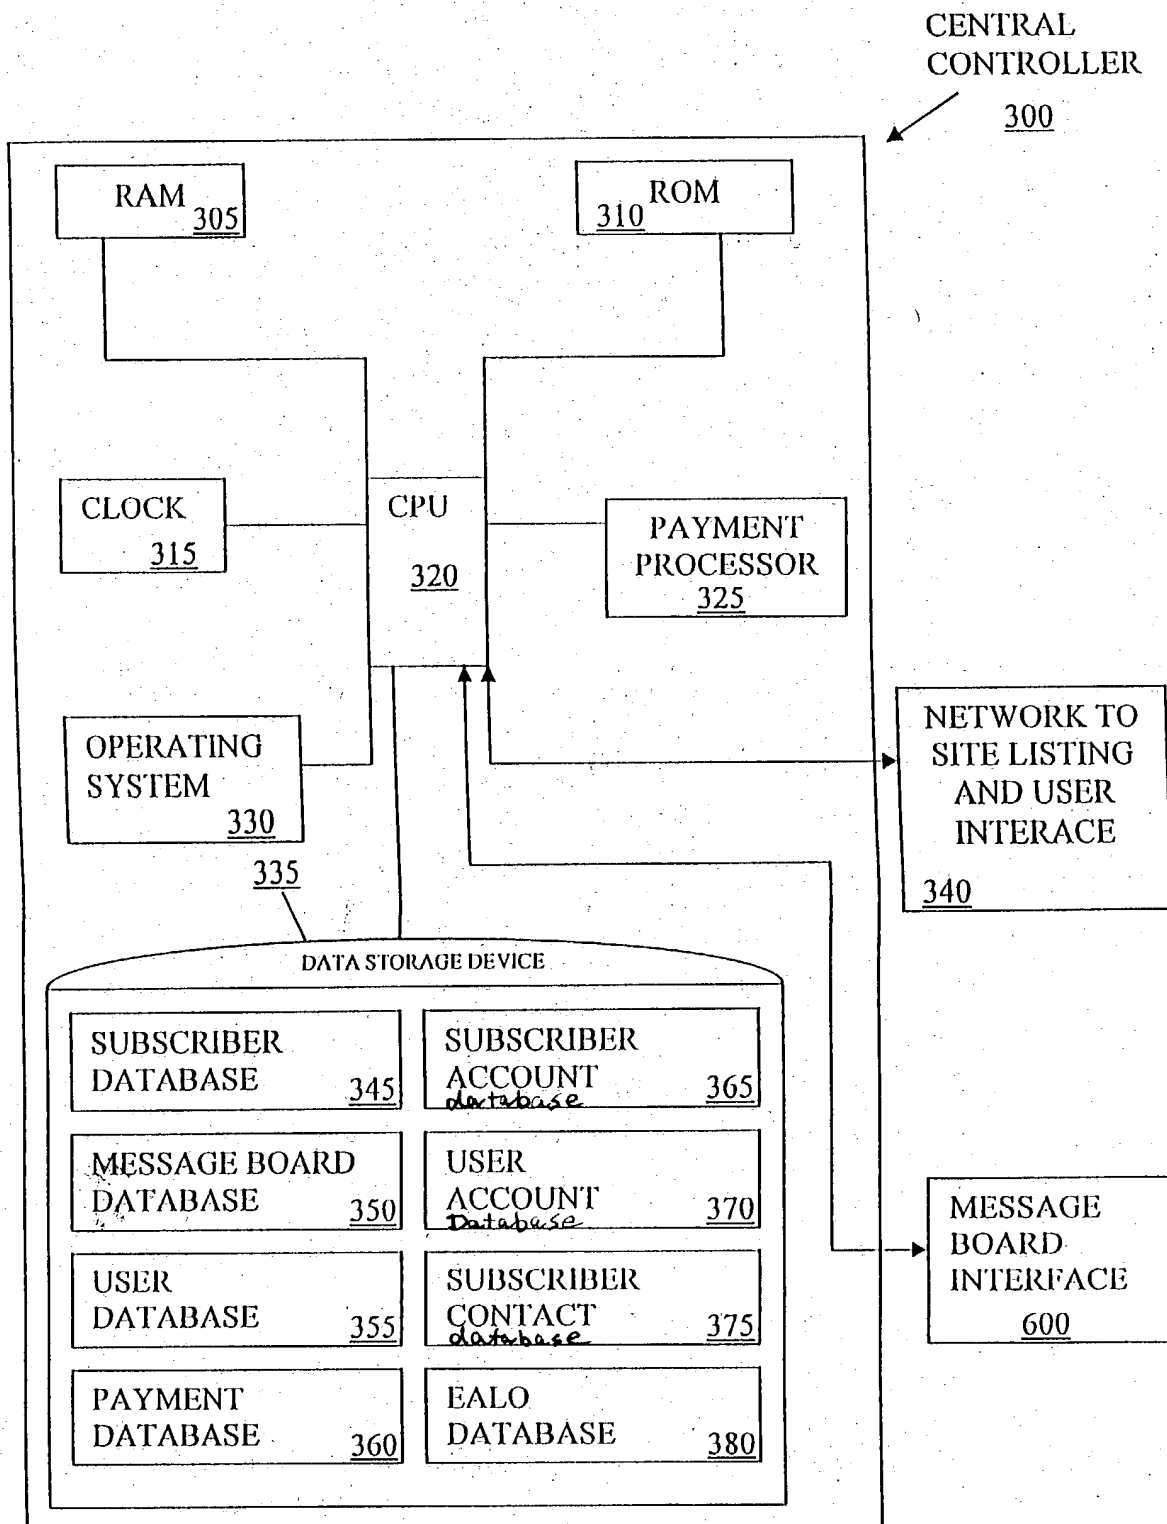 CENTRAL
CONTROLLER
300
RAM
305
ROM
310
CLOCK
315
CPU
320
PAYMENT
PROCESSOR
325
OPERATING
SYSTEM
330
NETWORK TO
SITE LISTING
AND USER
INTERACE
340
335
DATA STORAGE DEVICE
SUBSCRIBER
DATABASE
345
SUBSCRIBER
ACCOUNT
database
365
MESSAGE BOARD
DATABASE
350
USER
ACCOUNT
Database
370
USER
DATABASE
355
SUBSCRIBER
CONTACT
database
375
PAYMENT
DATABASE
360
EALO
DATABASE
380
MESSAGE
BOARD
INTERFACE
600